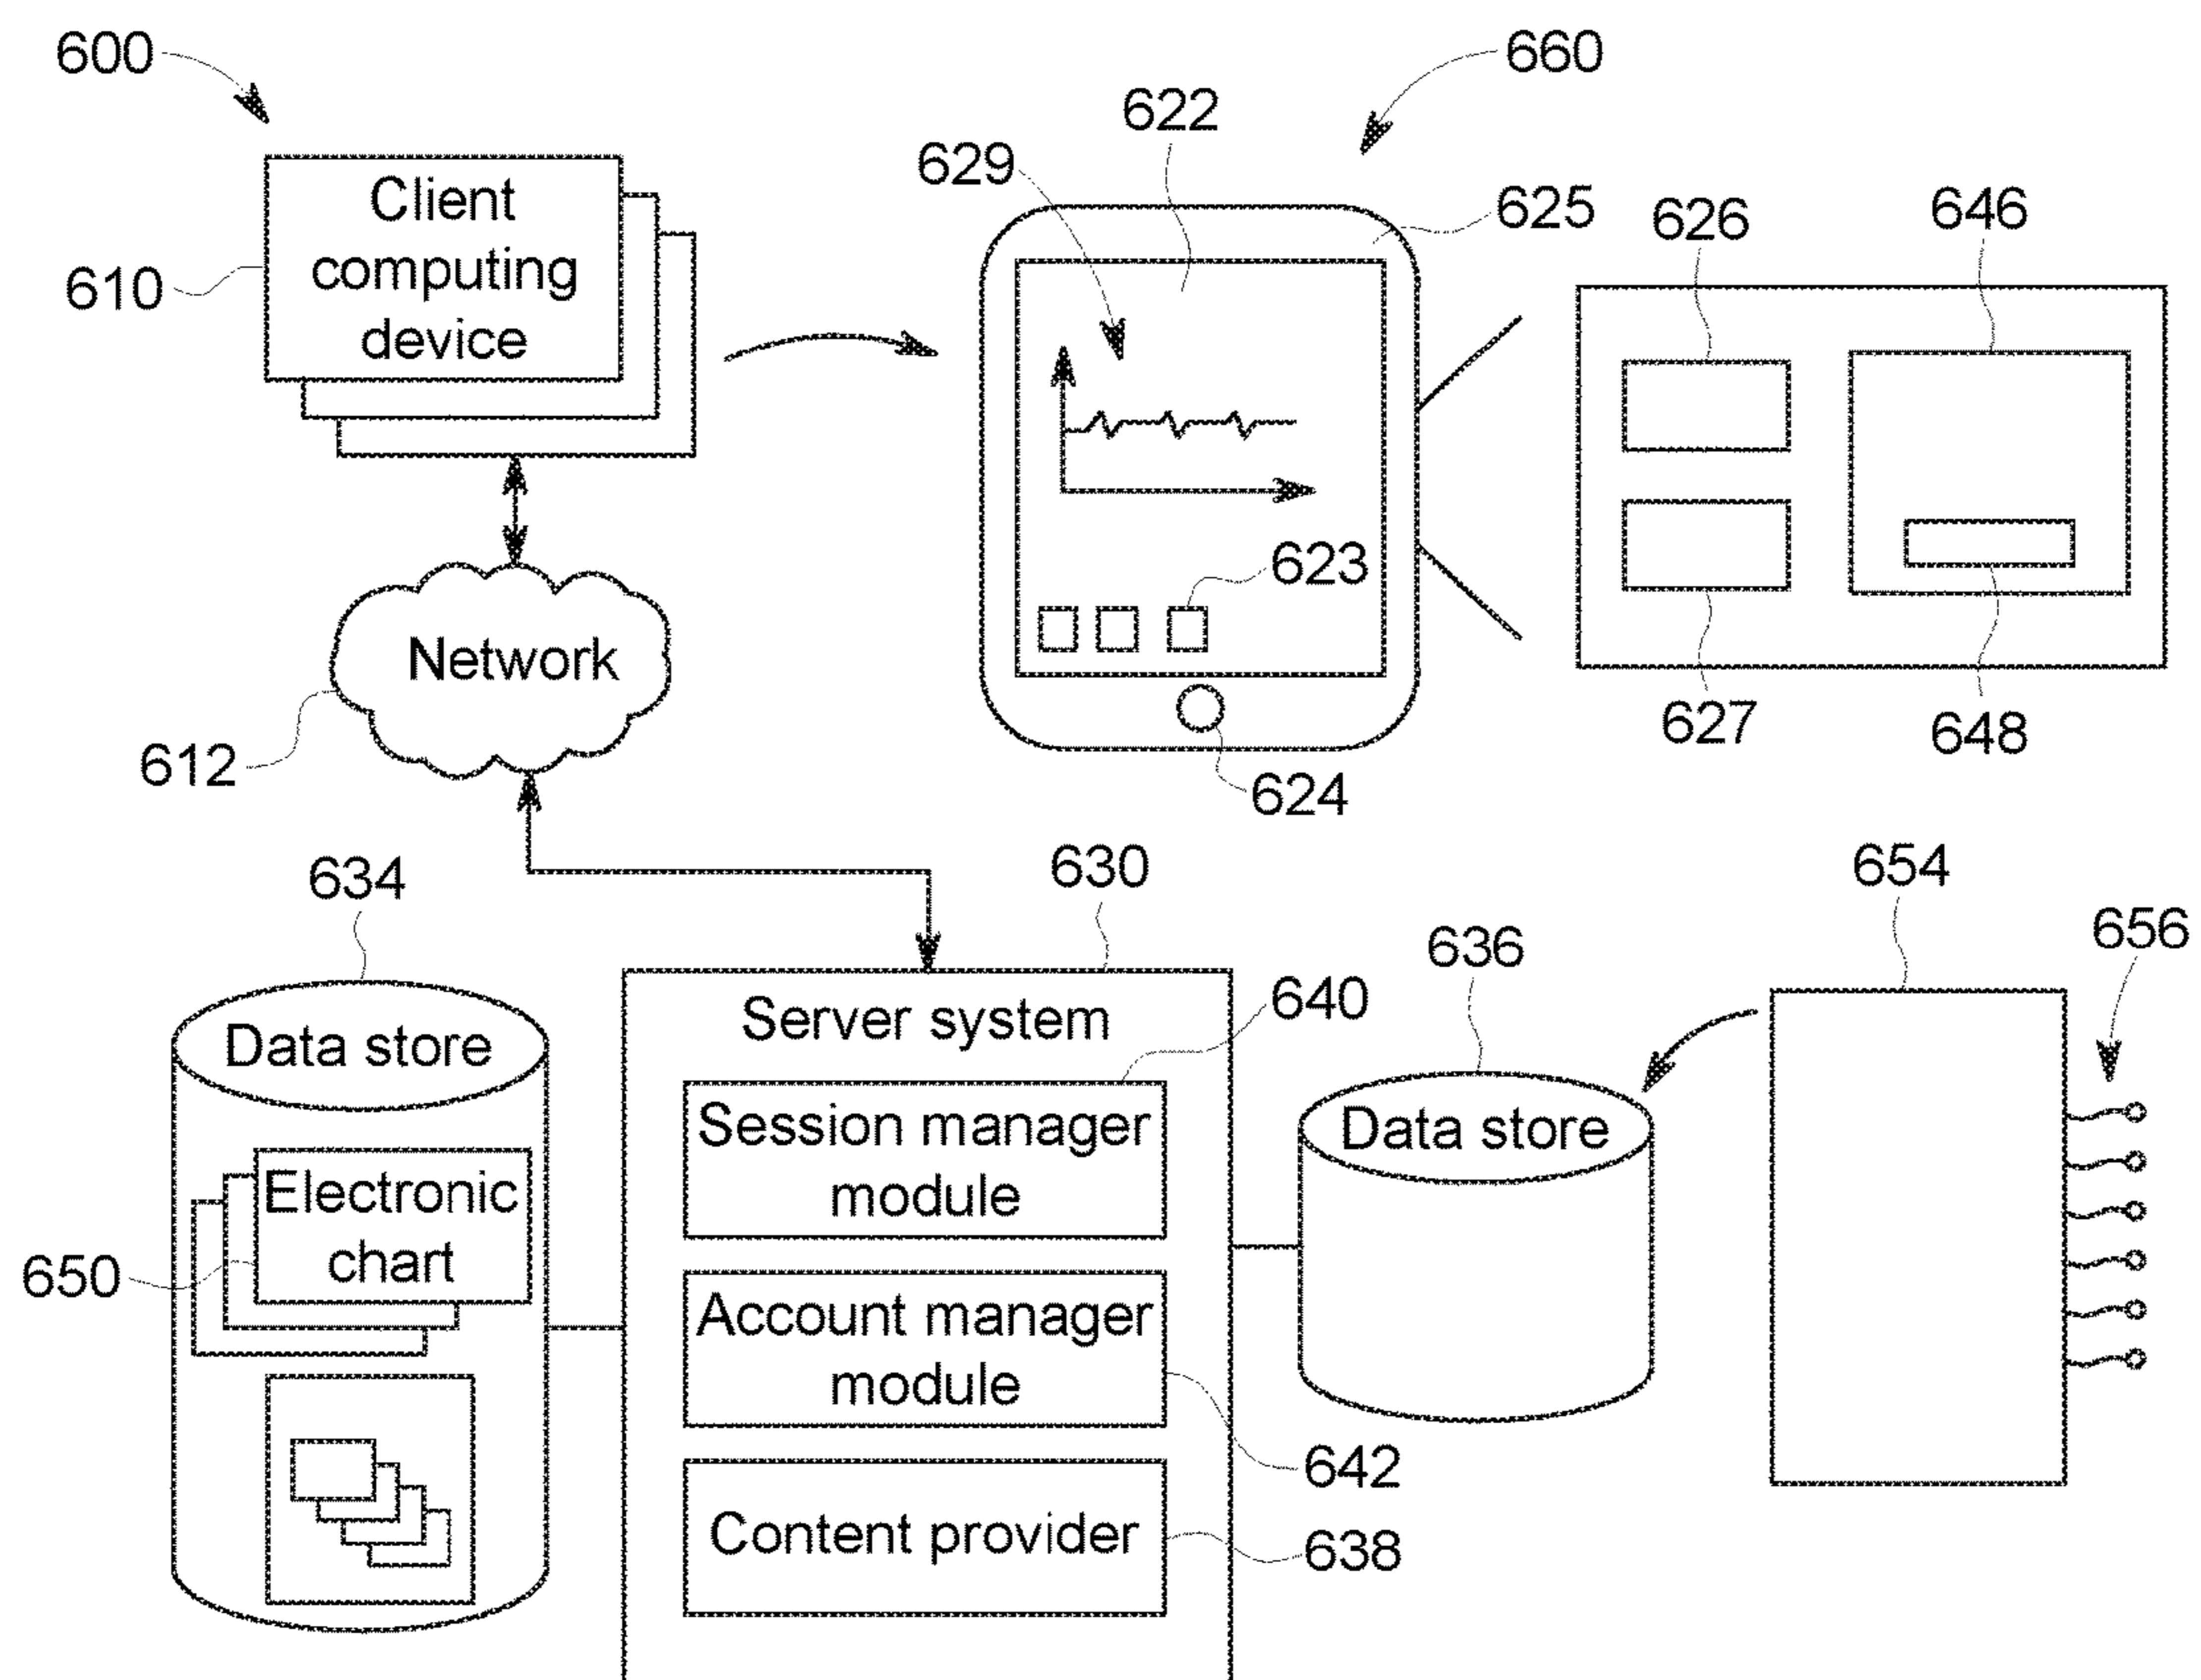 600
660
622
629
625
626
646
Client
computing
device
610
623
Network
627
648
612
624
634
630
654
636
656
640
Data store
Server system
Session manager
module
Data store
Electronic
chart
650
Account manager
module
642
Content provider
638